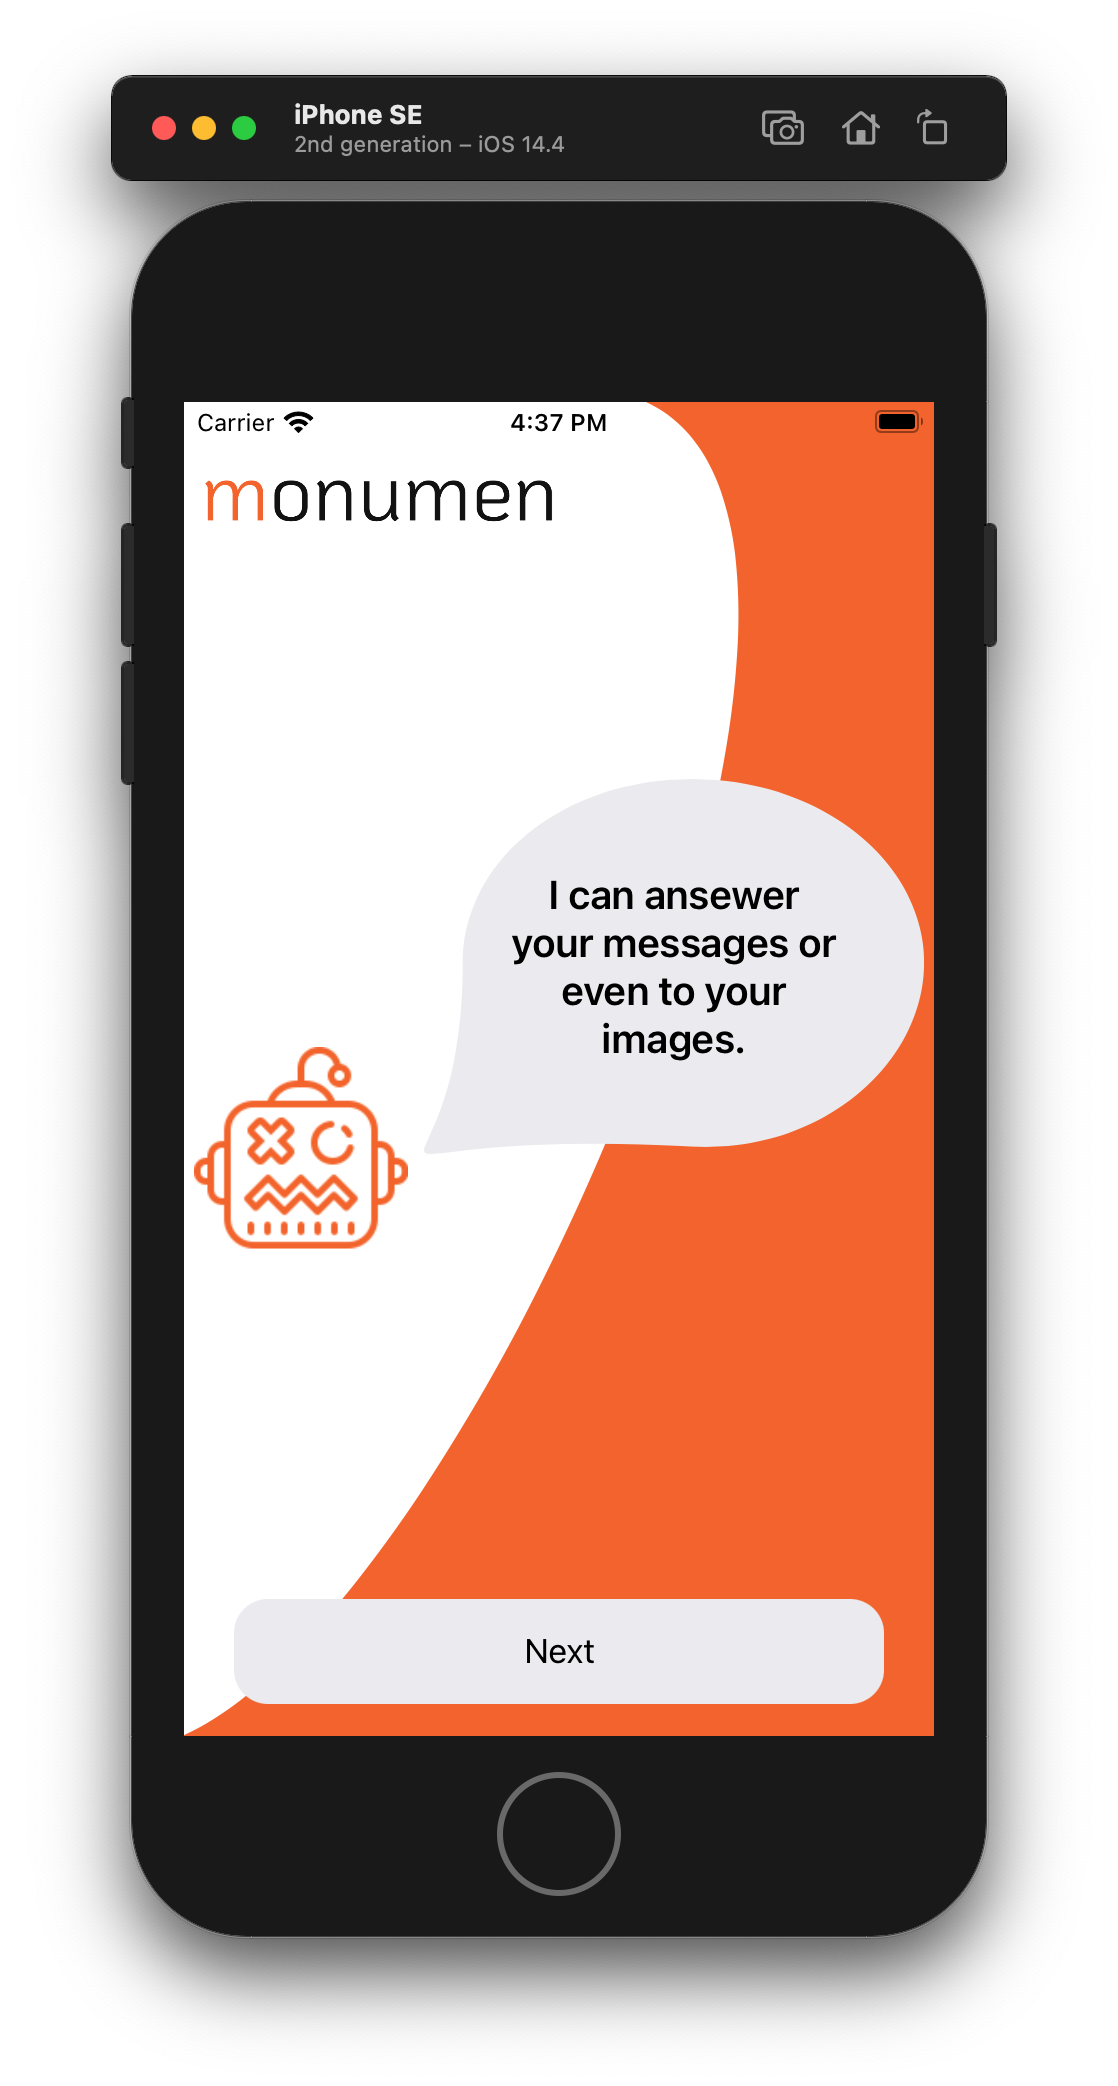 iPhone SE
2nd generation – iOS 14.4
Carrier 4:37 PM
monumen
I can ansewer
your messages or
even to your
images.
Next